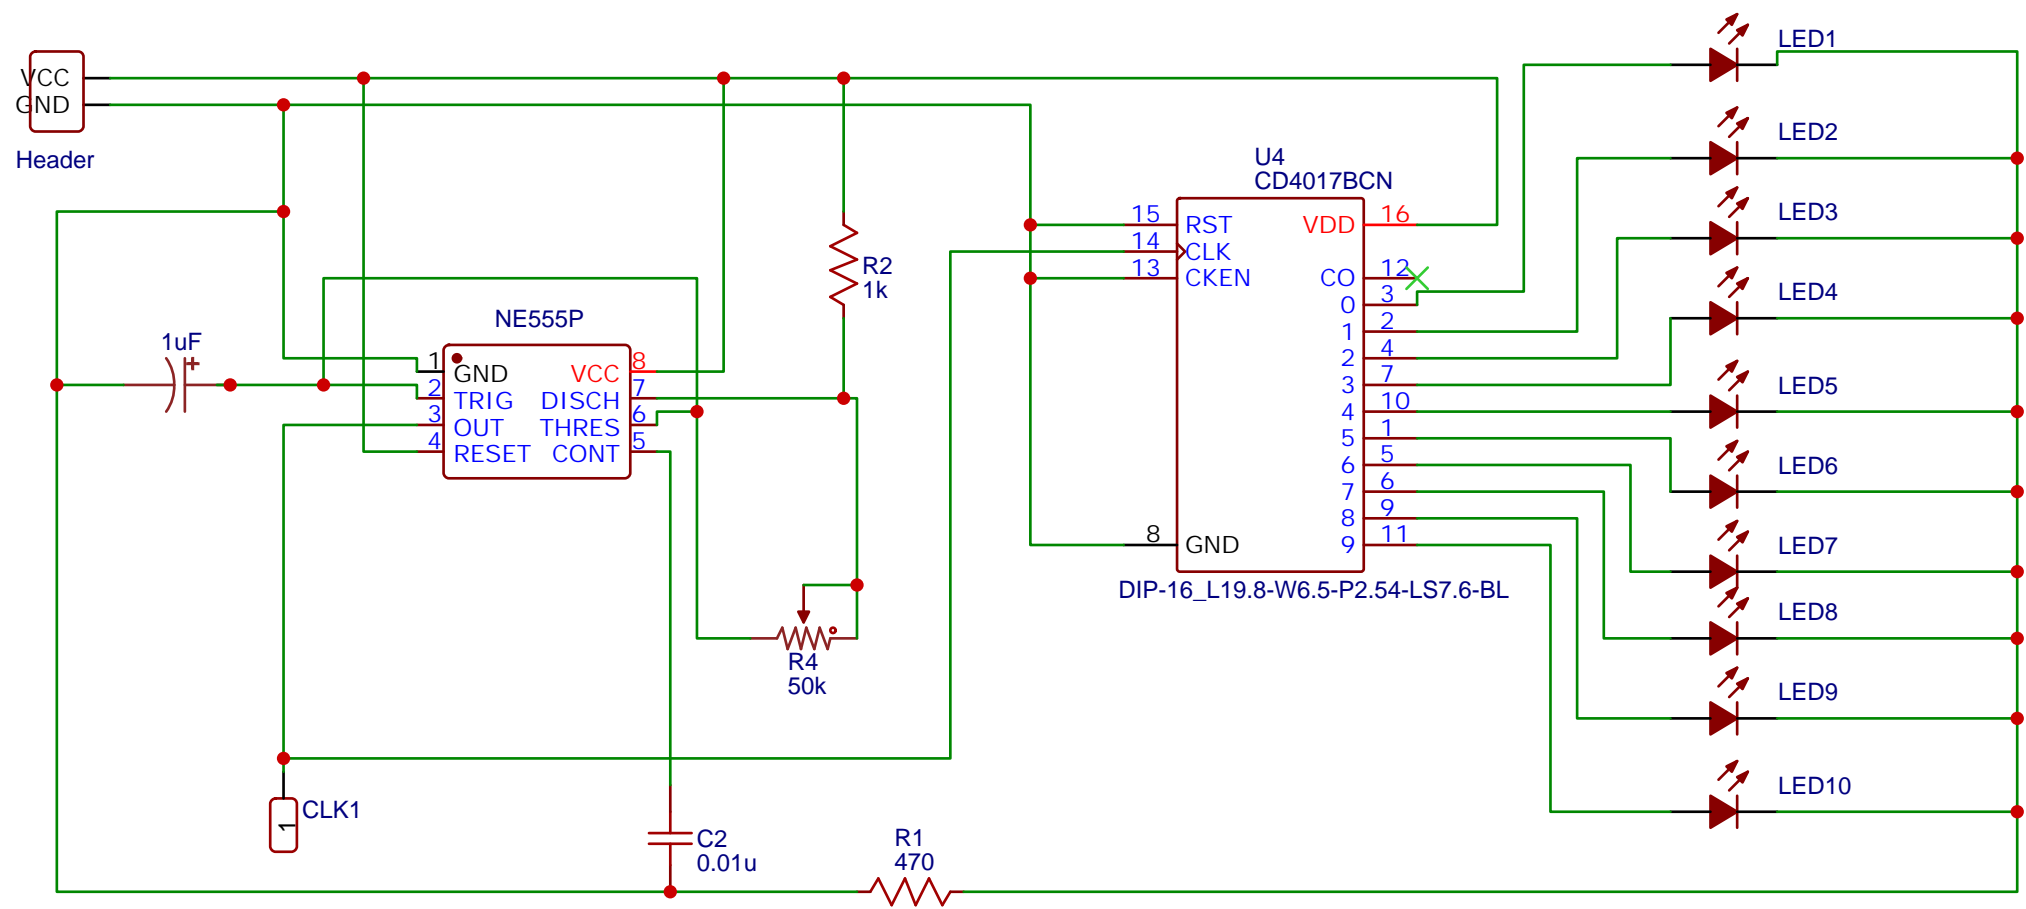 VCC
GND
Header
1uF
NE555P
1
GND
VCC
8
2
TRIG
DISCH
7
3
OUT
THRES
6
4
RESET
CONT
5
R2
1k
R4
50k
1
CLK1
C2
0.01u
R1
470
U4
CD4017BCN
15
RST
VDD
16
14
CLK
13
CKEN
CO
12
0
3
1
2
2
4
3
7
4
10
5
1
6
5
7
6
8
9
8
GND
9
11
DIP-16_L19.8-W6.5-P2.54-LS7.6-BL
LED1
LED2
LED3
LED4
LED5
LED6
LED7
LED8
LED9
LED10